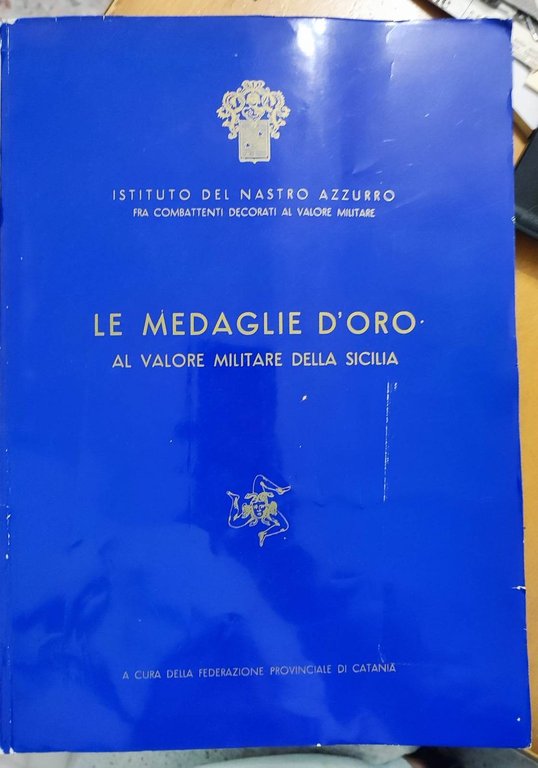 ISTITUTO DEL NASTRO AZZURRO
FRA COMBATTENTI DECORATI AL VALORE MILITARE
LE MEDAGLIE D'ORO
AL VALORE MILITARE DELLA SICILIA
A CURA DELLA FEDERAZIONE PROVINCIALE DI CATANIA